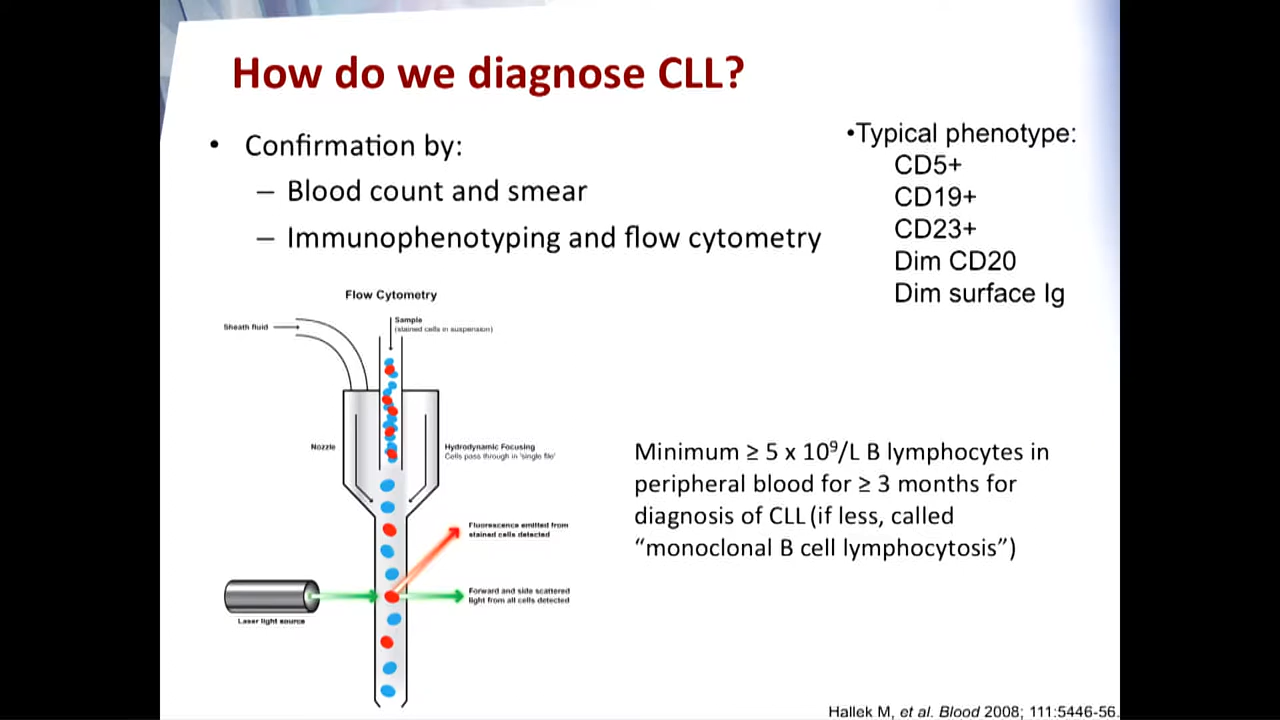 How do we diagnose CLL?
• Confirmation by:
– Blood count and smear
– Immunophenotyping and flow cytometry
•Typical phenotype:
CD5+
CD19+
CD23+
Dim CD20
Dim surface Ig
Flow Cytometry
Sheath fluid
Sample
(stained cells in suspension)
Nozzle
Hydrodynamic Focusing
Cells pass through in 'single file'
Fluorescence emitted from
stained cells detected
Forward and side scattered
light from all cells detected
Laser light source
Minimum ≥ 5 x 10⁹/L B lymphocytes in
peripheral blood for ≥ 3 months for
diagnosis of CLL (if less, called
“monoclonal B cell lymphocytosis”)
Hallek M, et al. Blood 2008; 111:5446-56.